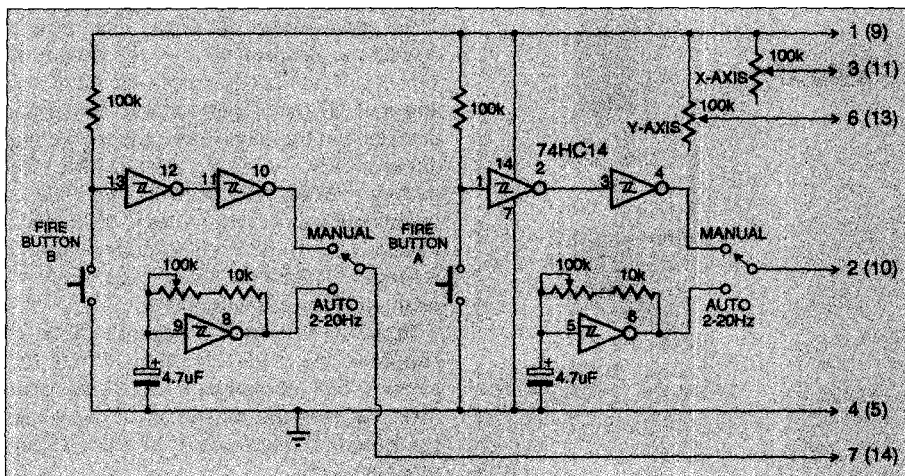 1 (9)
100k
X-AXIS
3 (11)
100k
100k
100k
Y-AXIS
6 (13)
74HC14
13
12
11
10
1
14
2
7
3
4
FIRE
BUTTON
B
MANUAL
FIRE
BUTTON
A
MANUAL
2 (10)
100k
10k
AUTO
2-20Hz
100k
10k
AUTO
2-20Hz
9
8
5
6
+
4.7uF
+
4.7uF
4 (5)
7 (14)